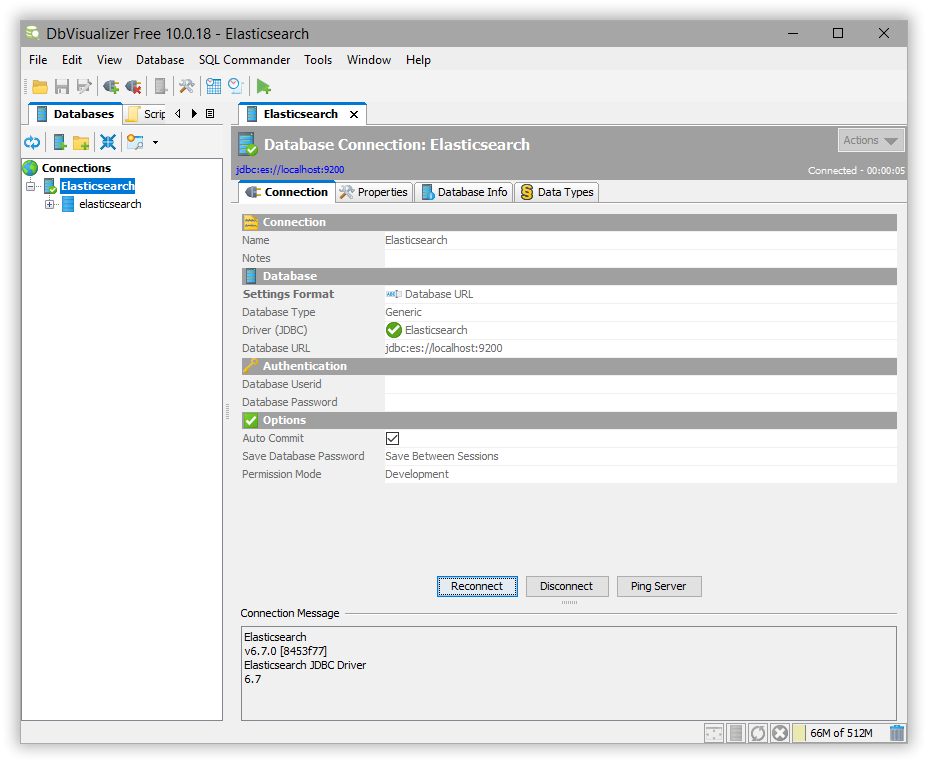 DbVisualizer Free 10.0.18 - Elasticsearch
File Edit View Database SQL Commander Tools Window Help
Databases Scrip
Elasticsearch
Database Connection: Elasticsearch
Actions
jdbc:es://localhost:9200
Connected - 00:00:05
Connections
Elasticsearch
elasticsearch
Connection Properties Database Info Data Types
Connection
Name Elasticsearch
Notes
Database
Settings Format Database URL
Database Type Generic
Driver (JDBC) Elasticsearch
Database URL jdbc:es://localhost:9200
Authentication
Database Userid
Database Password
Options
Auto Commit
Save Database Password Save Between Sessions
Permission Mode Development
Reconnect Disconnect Ping Server
Connection Message
Elasticsearch
v6.7.0 [8453f77]
Elasticsearch JDBC Driver
6.7
66M of 512M